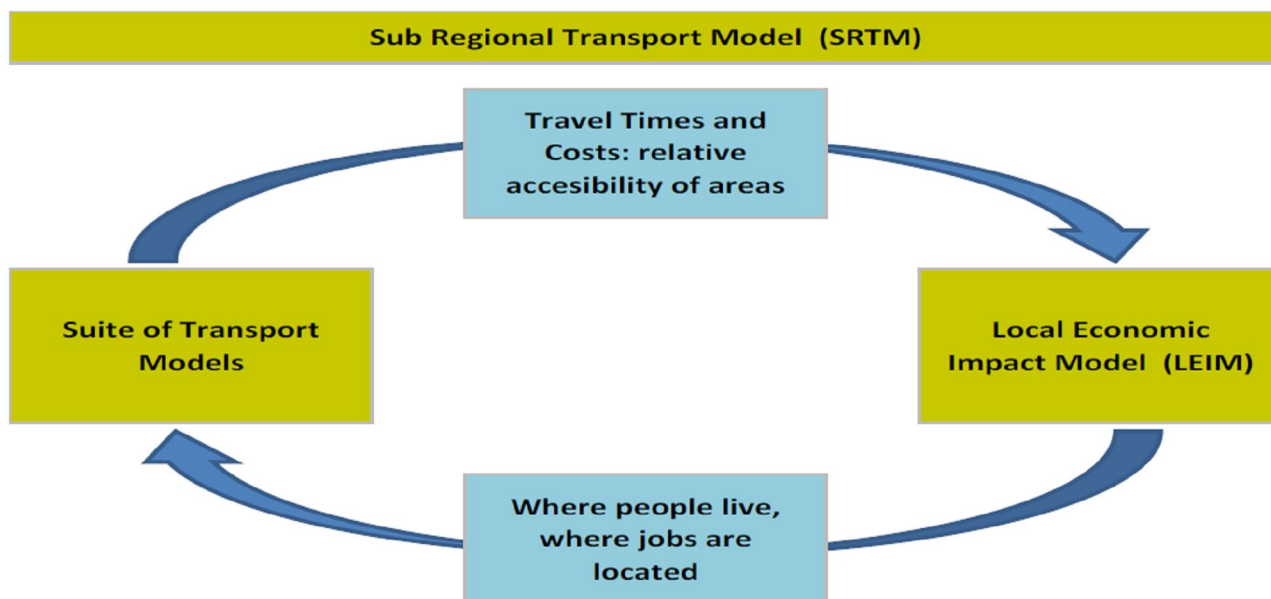 Sub Regional Transport Model (SRTM)
Travel Times and
Costs: relative
accesibility of areas
Suite of Transport
Models
Local Economic
Impact Model (LEIM)
Where people live,
where jobs are
located